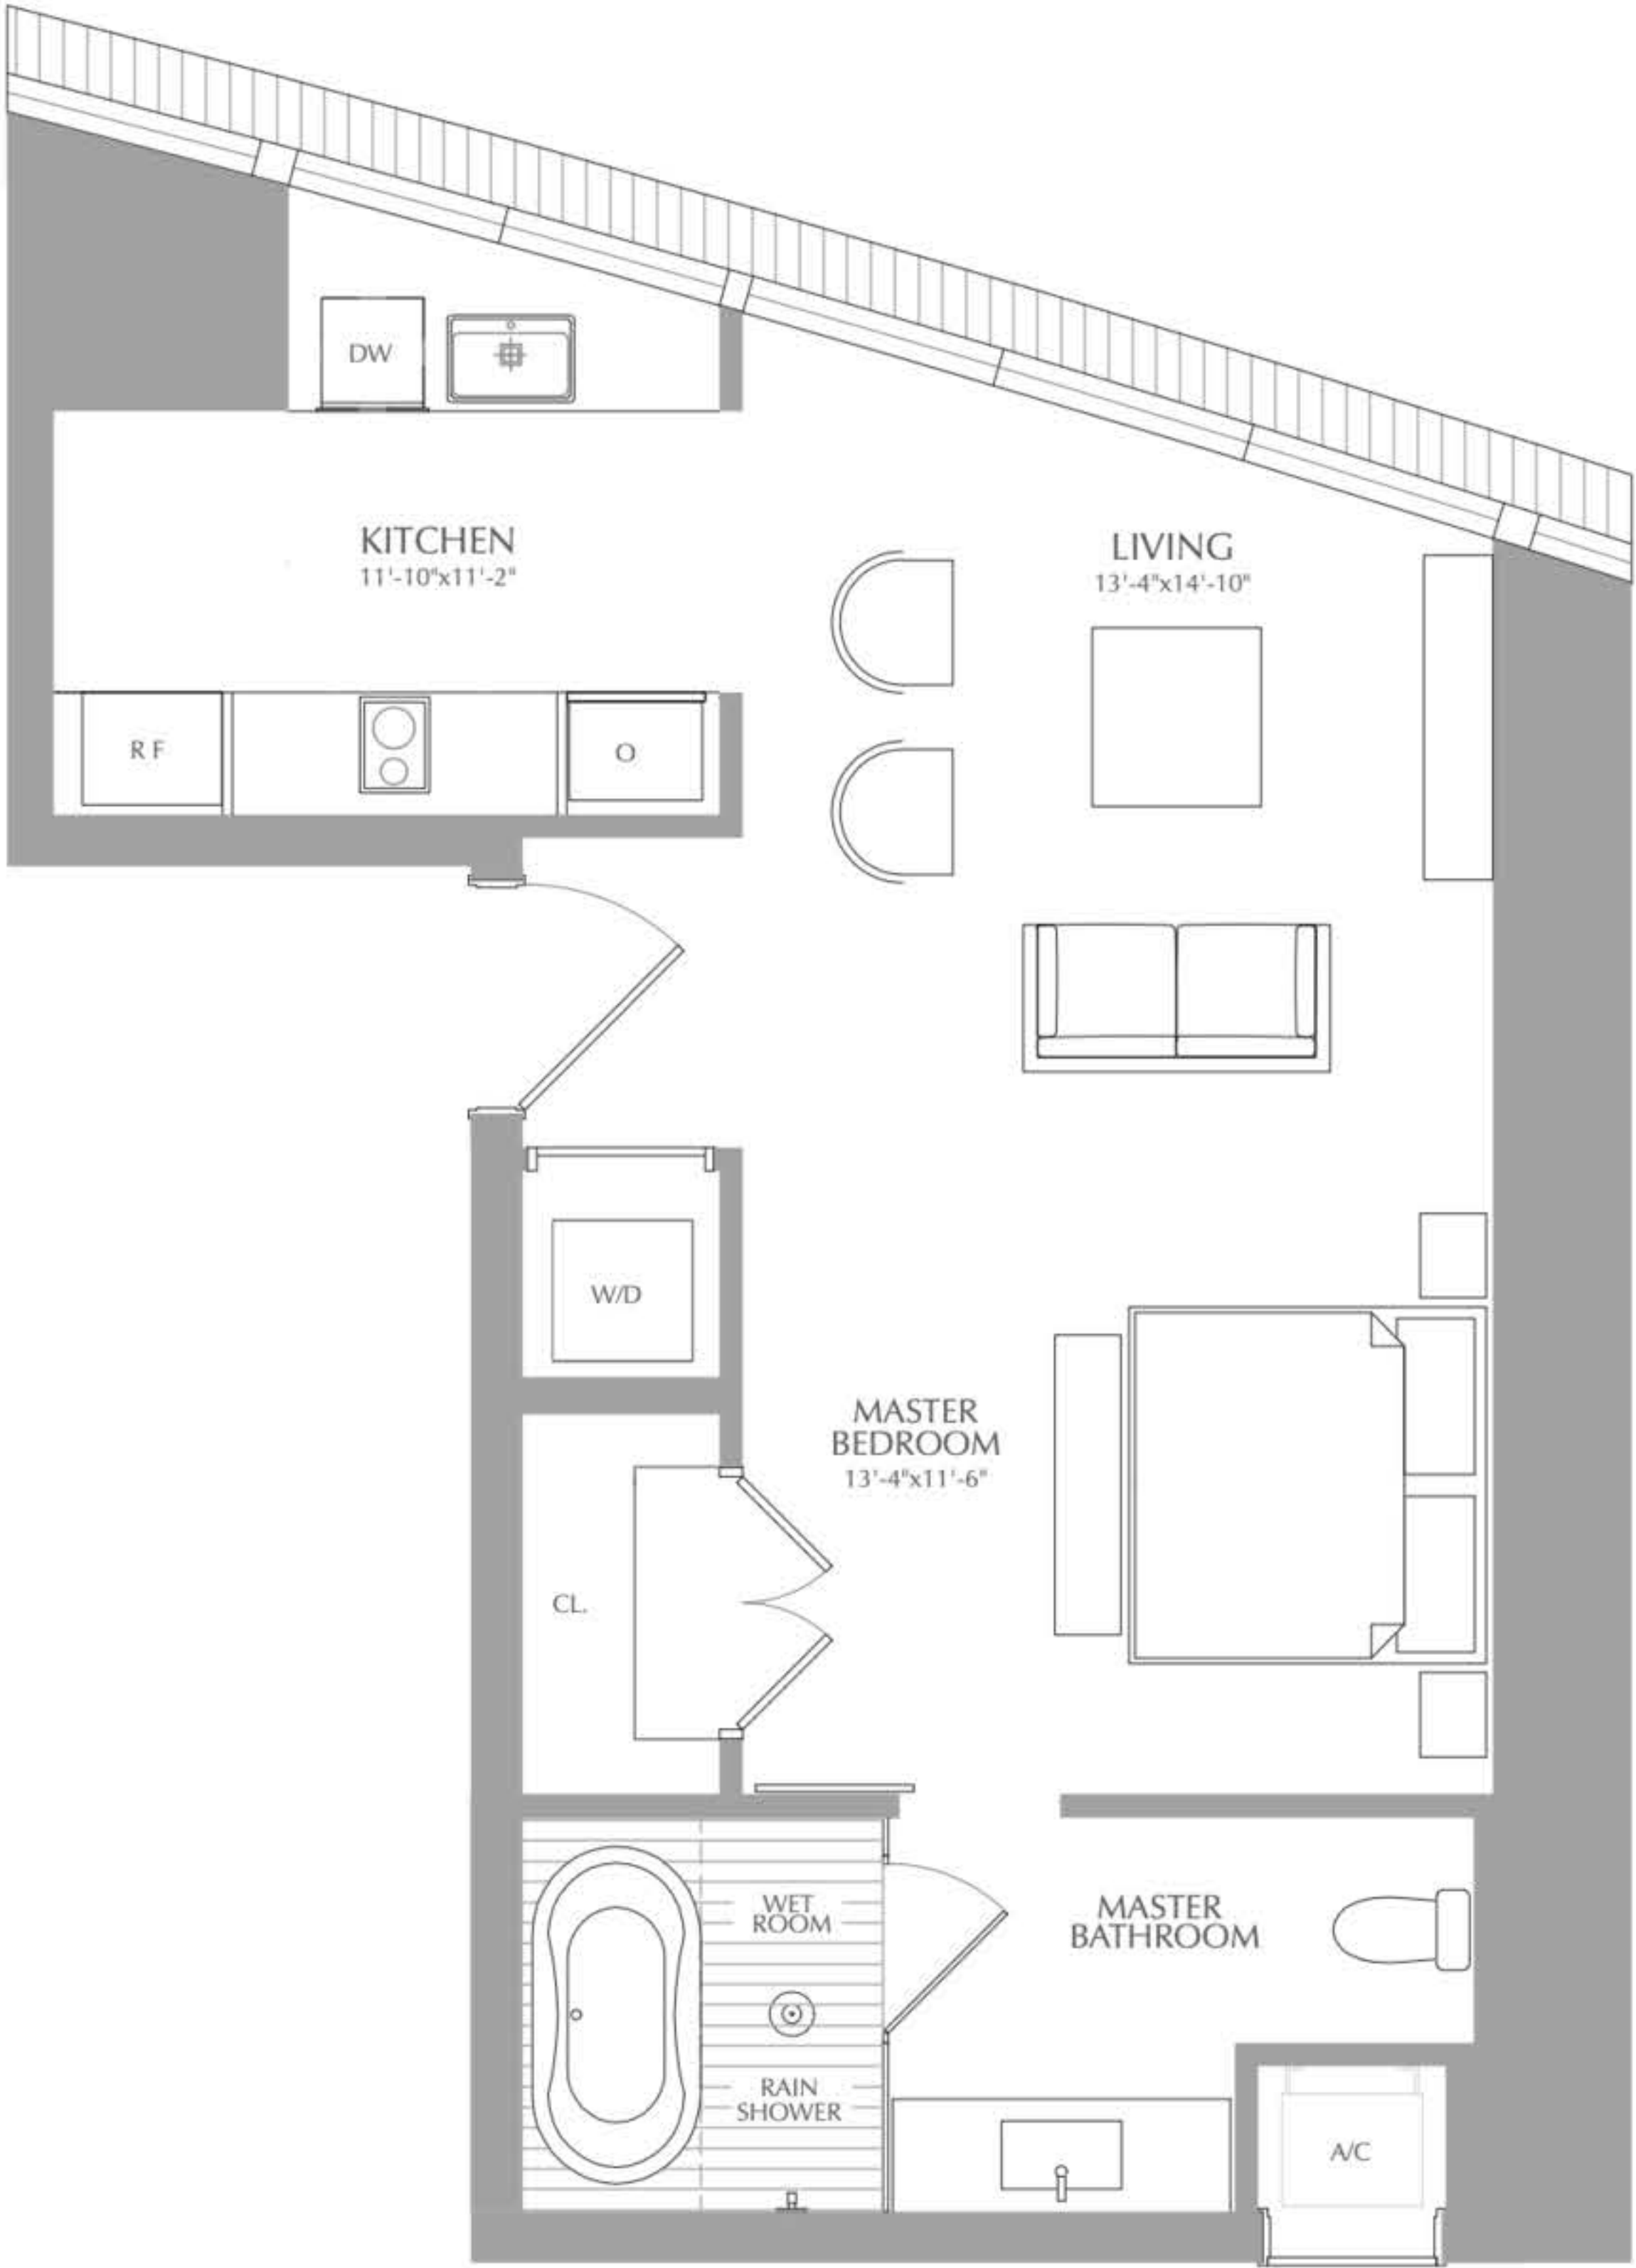 DW
KITCHEN
11'-10"x11'-2"
LIVING
13'-4"x14'-10"
R F
O
W/D
MASTER
BEDROOM
13'-4"x11'-6"
CL.
WET
ROOM
MASTER
BATHROOM
RAIN
SHOWER
A/C